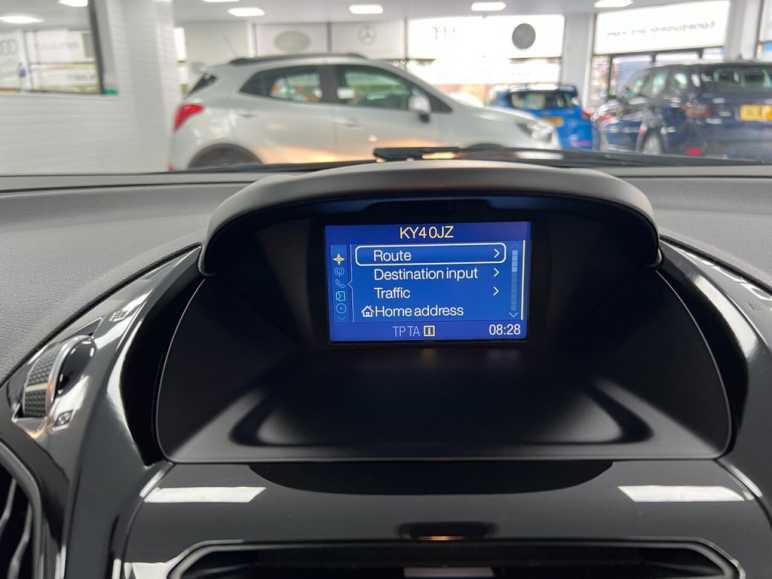 KY40JZ
Route
Destination input
Traffic
Home address
TP TA i 08:28